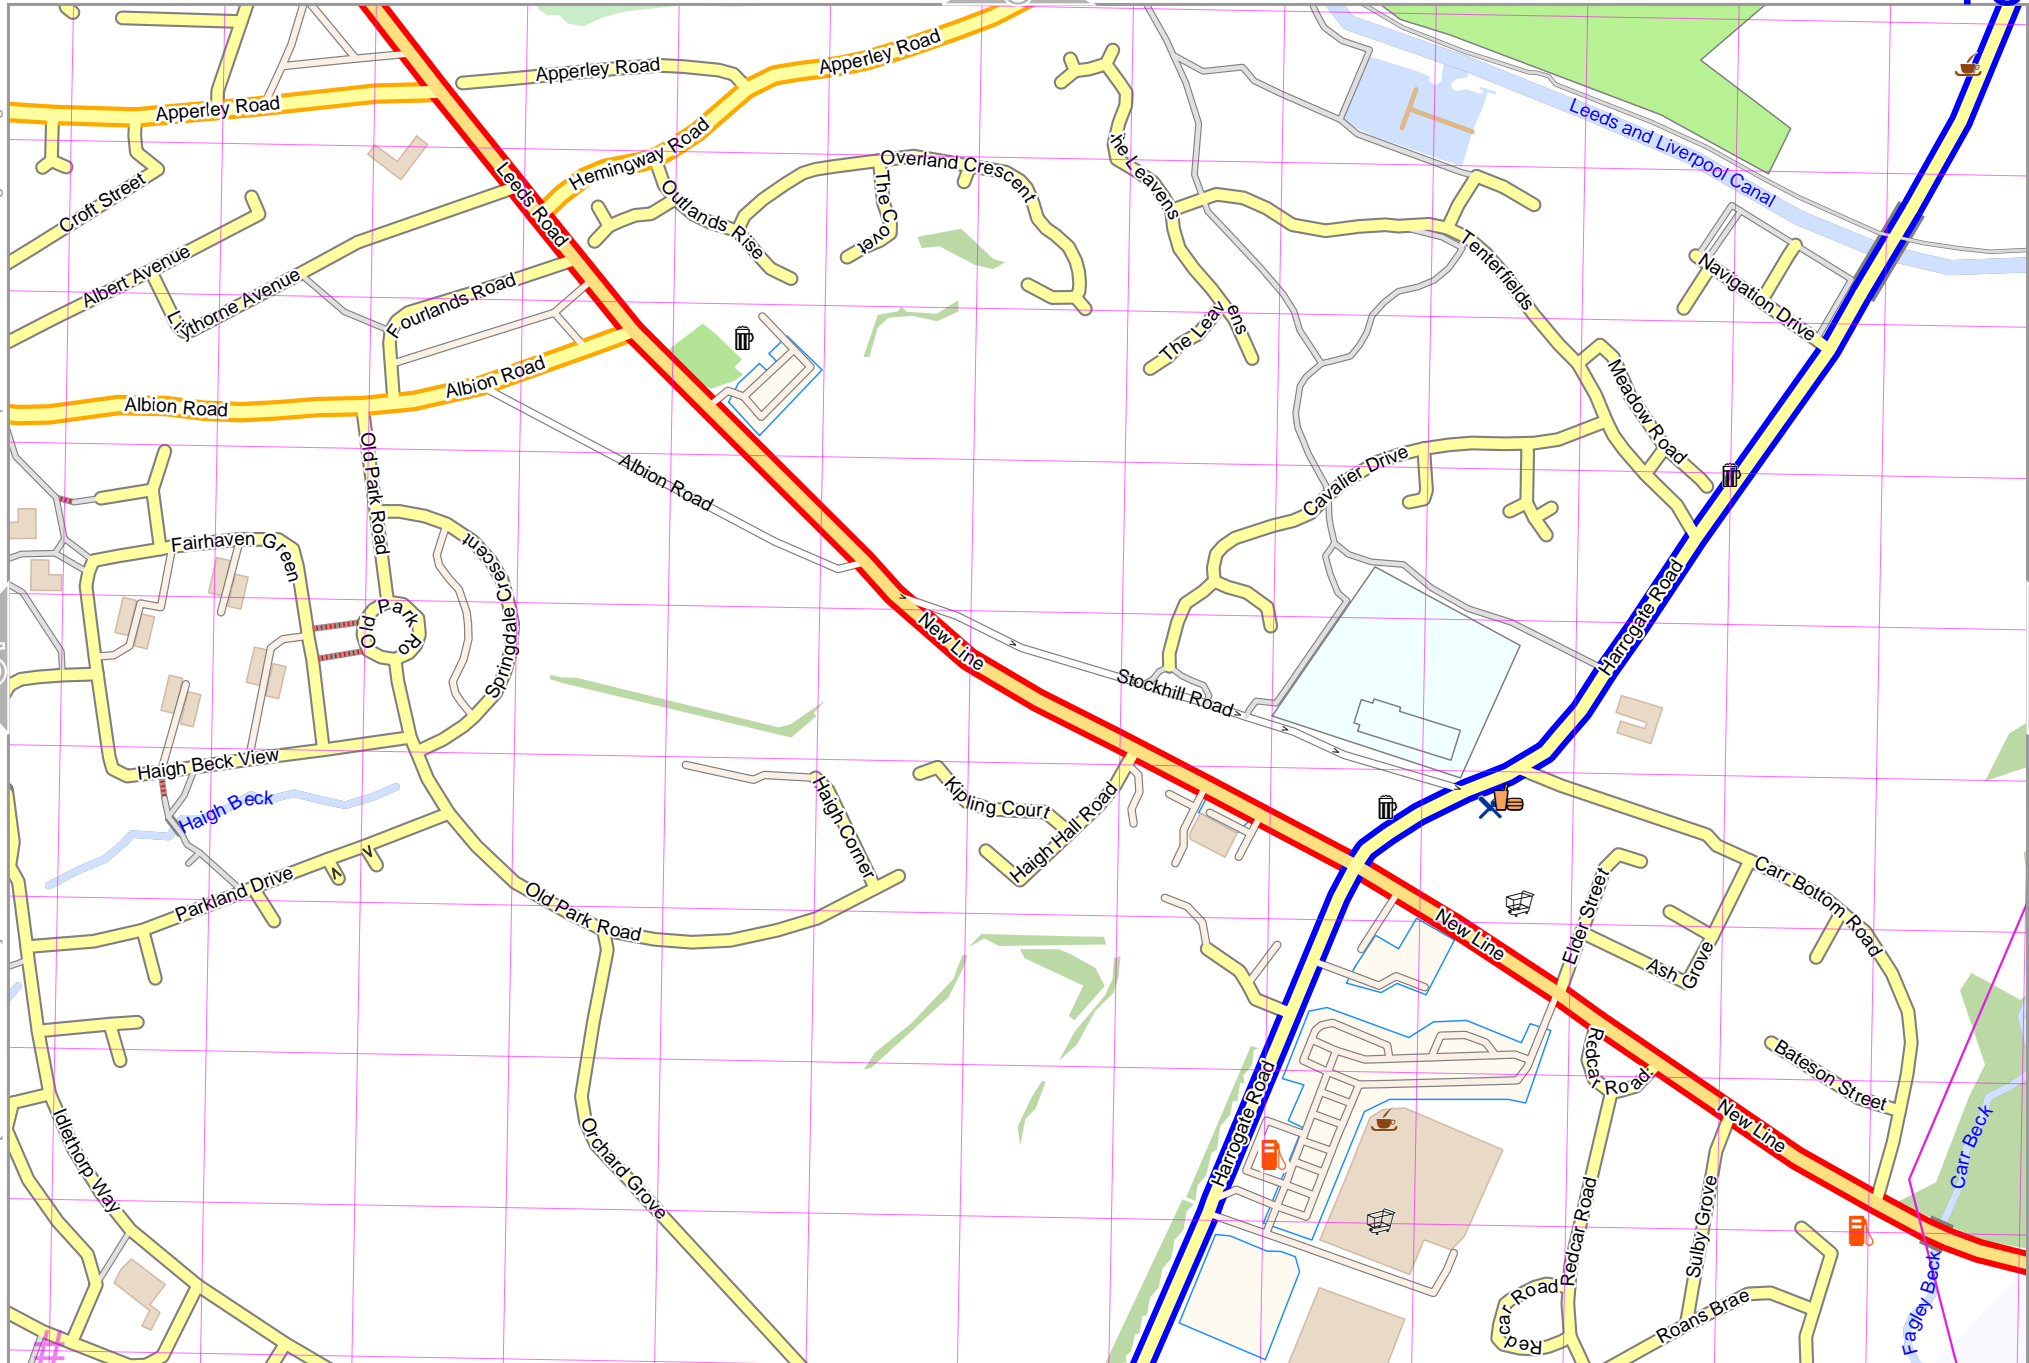 Apperley Road
Apperley Road
Apperley Road
Leeds and Liverpool Canal
Hemingway Road
Leeds Road
Overland Crescent
The Covet
Outlands Rise
The Leavens
Croft Street
Albert Avenue
Lyythorne Avenue
Fourlands Road
The Leavens
Tenterfields
Navigation Drive
Albion Road
Albion Road
Albion Road
Old Park Road
Meadow Road
Cavalier Drive
Fairhaven Green
Springdale Crescent
Old Park Ro
New Line
Stockhill Road
Harrogate Road
Haigh Beck View
Haigh Beck
Haigh Corner
Kipling Court
Haigh Hall Road
Parkland Drive
Old Park Road
New Line
Elder Street
Ash Grove
Carr Bottom Road
Redcar Road
Bateson Street
New Line
Idlethorp Way
Orchard Grove
Harrogate Road
Carr Beck
Redcar Road
Sulby Grove
Redcar Road
Roans Brae
Fagley Beck
#